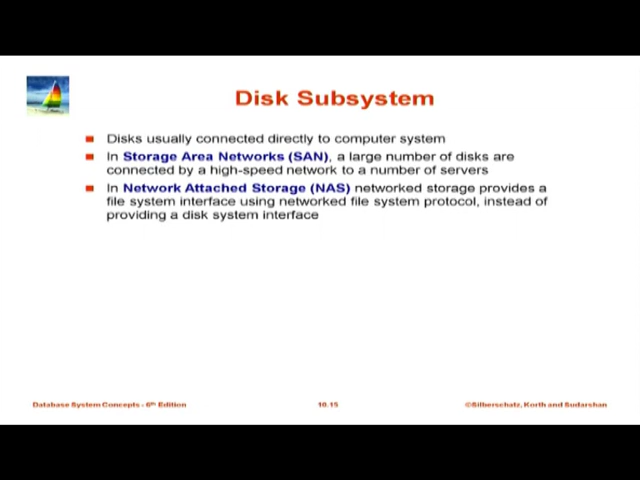 Disk Subsystem
Disks usually connected directly to computer system
In Storage Area Networks (SAN), a large number of disks are
connected by a high-speed network to a number of servers
In Network Attached Storage (NAS) networked storage provides a
file system interface using networked file system protocol, instead of
providing a disk system interface
Database System Concepts - 6th Edition
10.15
©Silberschatz, Korth and Sudarshan